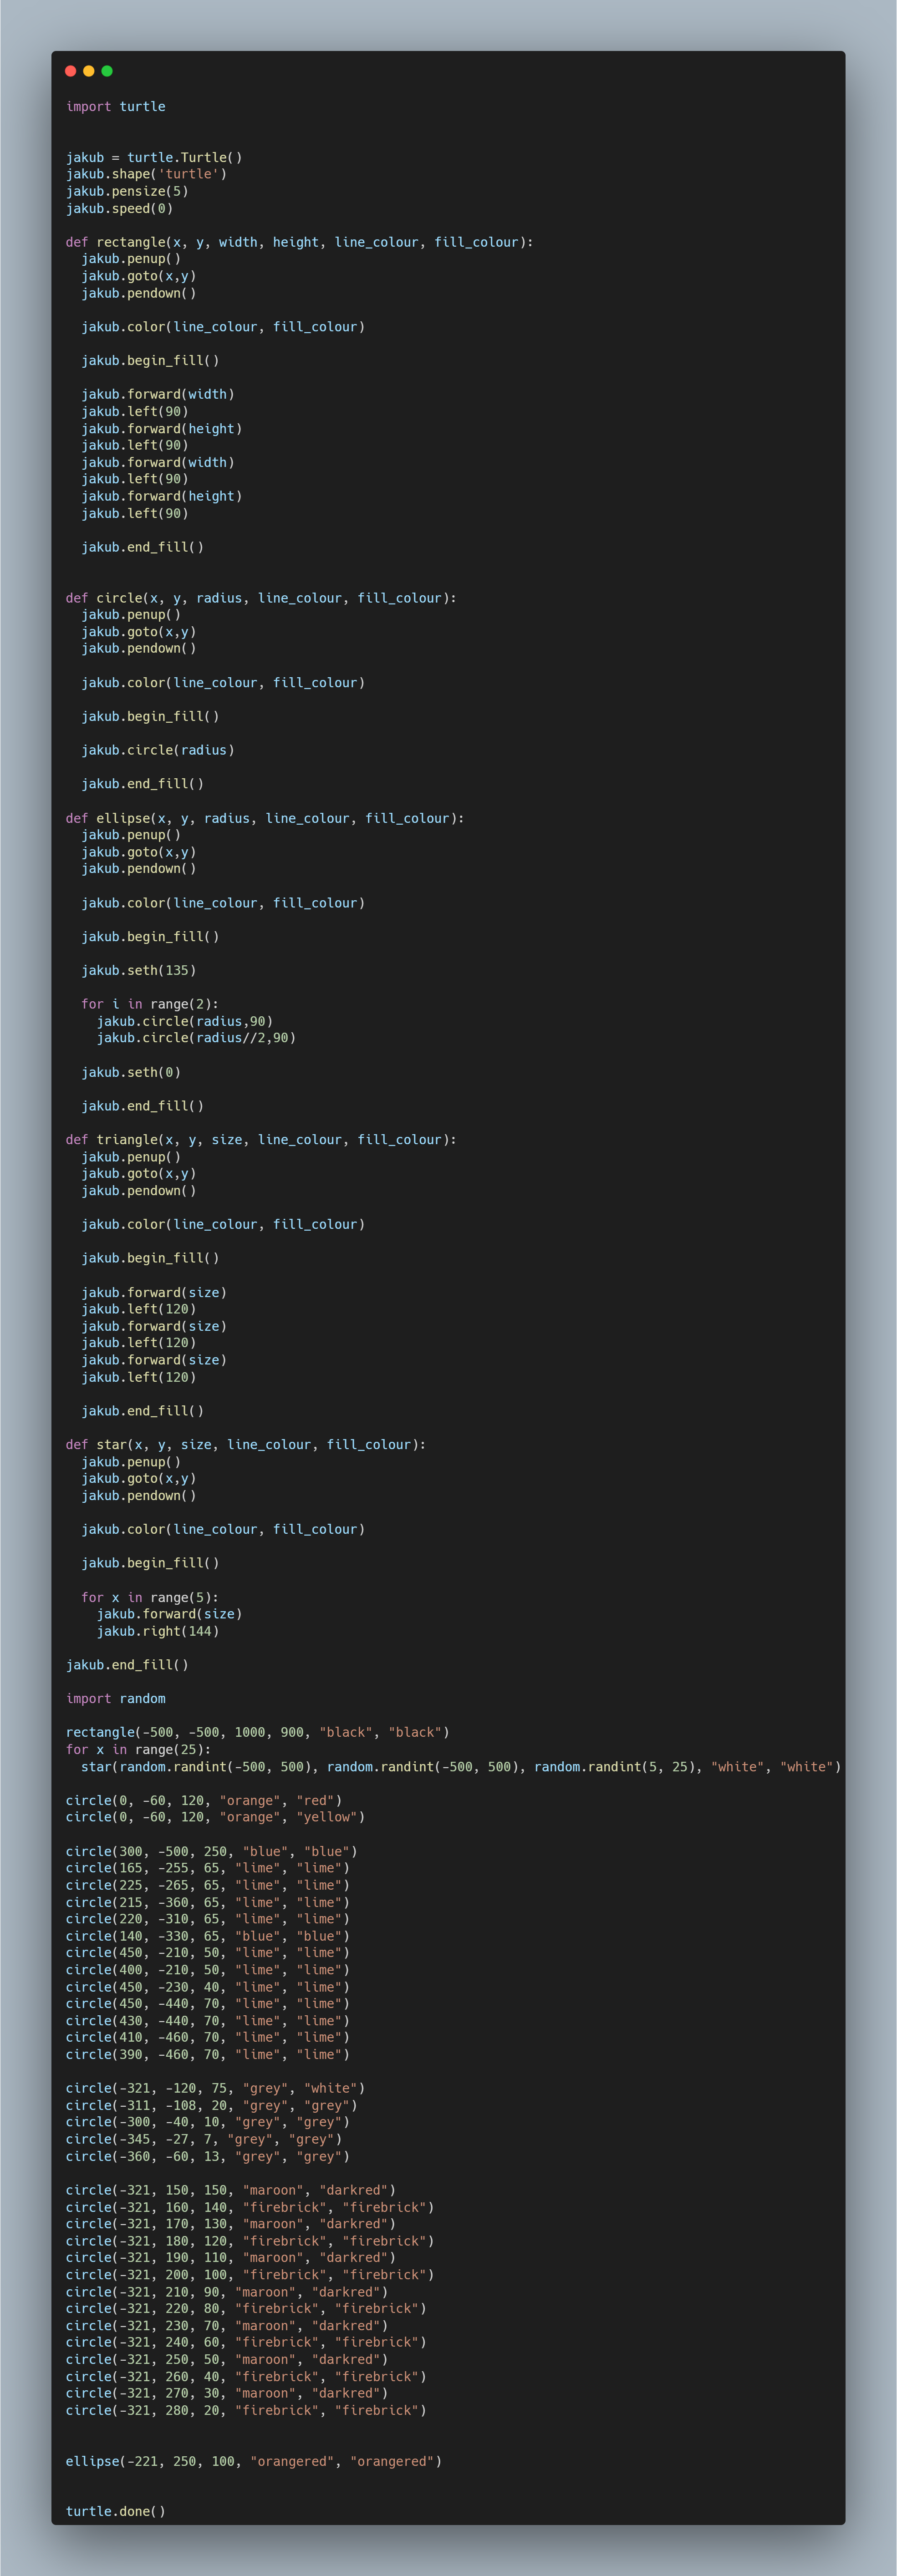 import turtle
jakub = turtle.Turtle()
jakub.shape('turtle')
jakub.pensize(5)
jakub.speed(0)
def rectangle(x, y, width, height, line_colour, fill_colour):
  jakub.penup()
  jakub.goto(x,y)
  jakub.pendown()
  jakub.color(line_colour, fill_colour)
  jakub.begin_fill()
  jakub.forward(width)
  jakub.left(90)
  jakub.forward(height)
  jakub.left(90)
  jakub.forward(width)
  jakub.left(90)
  jakub.forward(height)
  jakub.left(90)
  jakub.end_fill()
def circle(x, y, radius, line_colour, fill_colour):
  jakub.penup()
  jakub.goto(x,y)
  jakub.pendown()
  jakub.color(line_colour, fill_colour)
  jakub.begin_fill()
  jakub.circle(radius)
  jakub.end_fill()
def ellipse(x, y, radius, line_colour, fill_colour):
  jakub.penup()
  jakub.goto(x,y)
  jakub.pendown()
  jakub.color(line_colour, fill_colour)
  jakub.begin_fill()
  jakub.seth(135)
  for i in range(2):
    jakub.circle(radius,90)
    jakub.circle(radius//2,90)
  jakub.seth(0)
  jakub.end_fill()
def triangle(x, y, size, line_colour, fill_colour):
  jakub.penup()
  jakub.goto(x,y)
  jakub.pendown()
  jakub.color(line_colour, fill_colour)
  jakub.begin_fill()
  jakub.forward(size)
  jakub.left(120)
  jakub.forward(size)
  jakub.left(120)
  jakub.forward(size)
  jakub.left(120)
  jakub.end_fill()
def star(x, y, size, line_colour, fill_colour):
  jakub.penup()
  jakub.goto(x,y)
  jakub.pendown()
  jakub.color(line_colour, fill_colour)
  jakub.begin_fill()
  for x in range(5):
    jakub.forward(size)
    jakub.right(144)
jakub.end_fill()
import random
rectangle(-500, -500, 1000, 900, "black", "black")
for x in range(25):
  star(random.randint(-500, 500), random.randint(-500, 500), random.randint(5, 25), "white", "white")
circle(0, -60, 120, "orange", "red")
circle(0, -60, 120, "orange", "yellow")
circle(300, -500, 250, "blue", "blue")
circle(165, -255, 65, "lime", "lime")
circle(225, -265, 65, "lime", "lime")
circle(215, -360, 65, "lime", "lime")
circle(220, -310, 65, "lime", "lime")
circle(140, -330, 65, "blue", "blue")
circle(450, -210, 50, "lime", "lime")
circle(400, -210, 50, "lime", "lime")
circle(450, -230, 40, "lime", "lime")
circle(450, -440, 70, "lime", "lime")
circle(430, -440, 70, "lime", "lime")
circle(410, -460, 70, "lime", "lime")
circle(390, -460, 70, "lime", "lime")
circle(-321, -120, 75, "grey", "white")
circle(-311, -108, 20, "grey", "grey")
circle(-300, -40, 10, "grey", "grey")
circle(-345, -27, 7, "grey", "grey")
circle(-360, -60, 13, "grey", "grey")
circle(-321, 150, 150, "maroon", "darkred")
circle(-321, 160, 140, "firebrick", "firebrick")
circle(-321, 170, 130, "maroon", "darkred")
circle(-321, 180, 120, "firebrick", "firebrick")
circle(-321, 190, 110, "maroon", "darkred")
circle(-321, 200, 100, "firebrick", "firebrick")
circle(-321, 210, 90, "maroon", "darkred")
circle(-321, 220, 80, "firebrick", "firebrick")
circle(-321, 230, 70, "maroon", "darkred")
circle(-321, 240, 60, "firebrick", "firebrick")
circle(-321, 250, 50, "maroon", "darkred")
circle(-321, 260, 40, "firebrick", "firebrick")
circle(-321, 270, 30, "maroon", "darkred")
circle(-321, 280, 20, "firebrick", "firebrick")
ellipse(-221, 250, 100, "orangered", "orangered")
turtle.done()